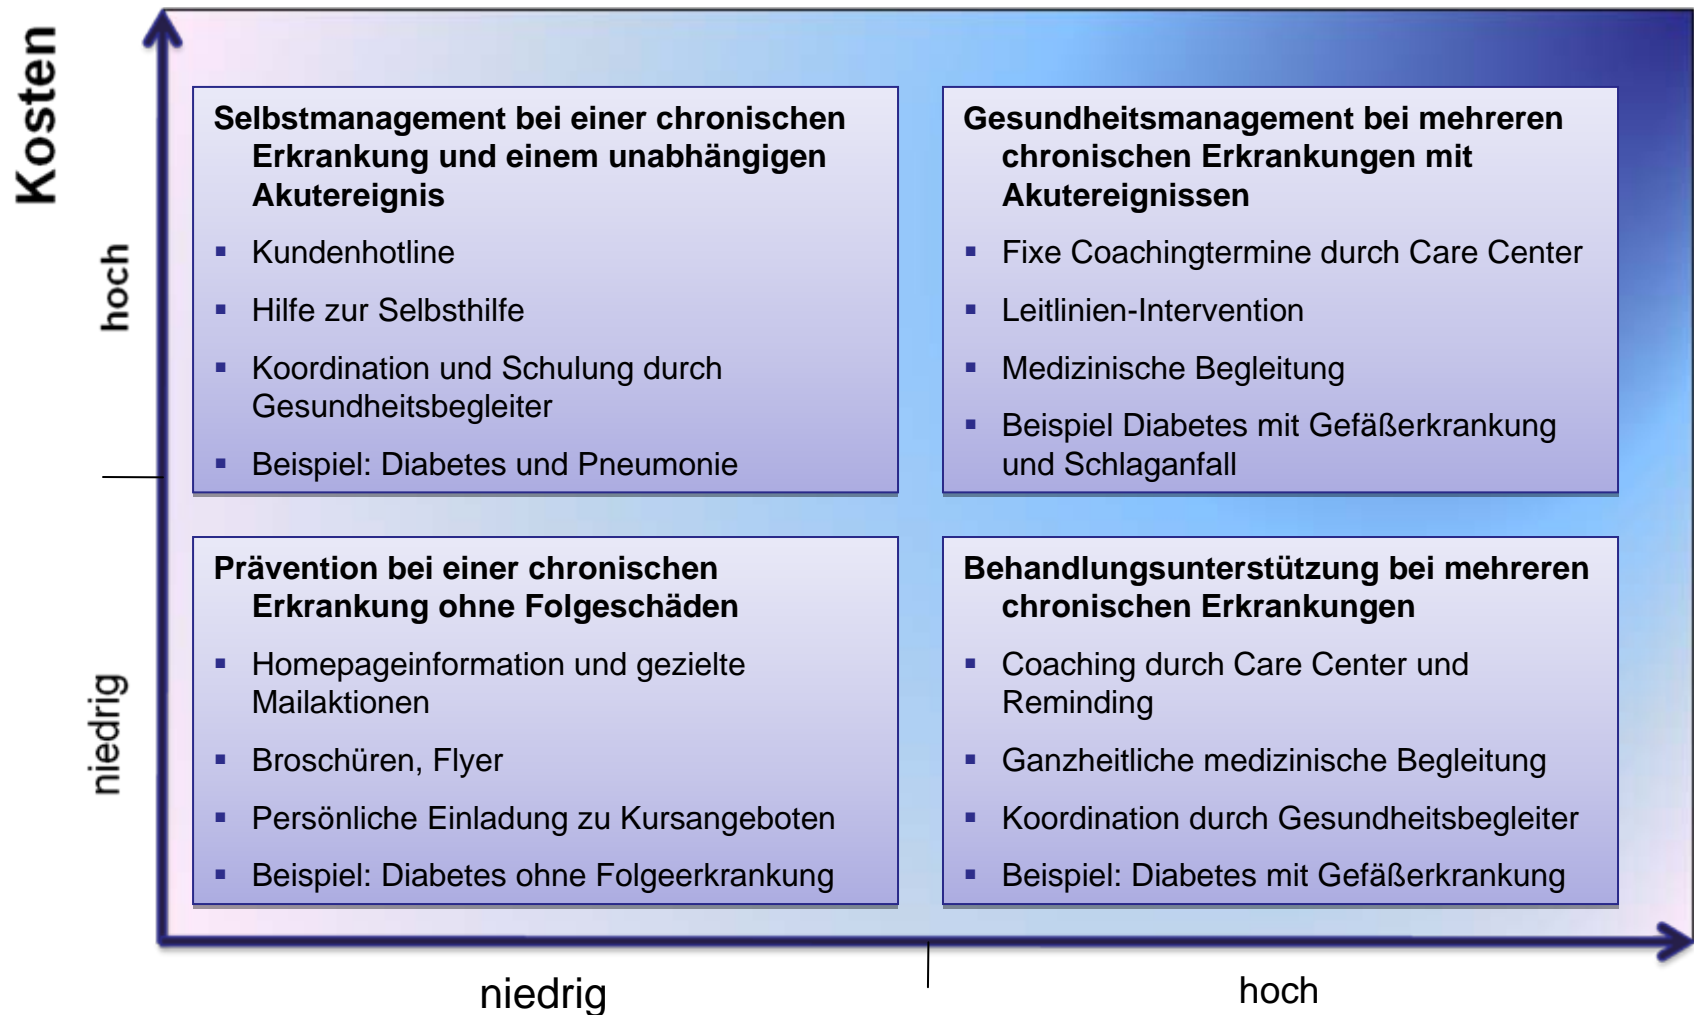 Kosten
hoch
niedrig
Selbstmanagement bei einer chronischen
Erkrankung und einem unabhängigen
Akutereignis
▪ Kundenhotline
▪ Hilfe zur Selbsthilfe
▪ Koordination und Schulung durch
Gesundheitsbegleiter
▪ Beispiel: Diabetes und Pneumonie
Gesundheitsmanagement bei mehreren
chronischen Erkrankungen mit
Akutereignissen
▪ Fixe Coachingtermine durch Care Center
▪ Leitlinien-Intervention
▪ Medizinische Begleitung
▪ Beispiel Diabetes mit Gefäßerkrankung
und Schlaganfall
Prävention bei einer chronischen
Erkrankung ohne Folgeschäden
▪ Homepageinformation und gezielte
Mailaktionen
▪ Broschüren, Flyer
▪ Persönliche Einladung zu Kursangeboten
▪ Beispiel: Diabetes ohne Folgeerkrankung
Behandlungsunterstützung bei mehreren
chronischen Erkrankungen
▪ Coaching durch Care Center und
Reminding
▪ Ganzheitliche medizinische Begleitung
▪ Koordination durch Gesundheitsbegleiter
▪ Beispiel: Diabetes mit Gefäßerkrankung
niedrig
hoch